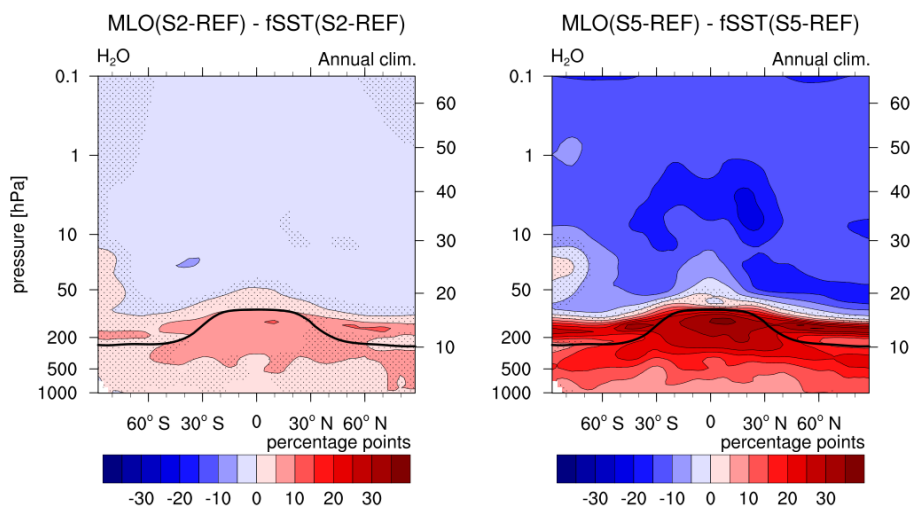 MLO(S2-REF) - fSST(S2-REF)
H₂O Annual clim.
pressure [hPa]
0.1
1
10
50
200
500
1000
60
50
40
30
20
10
60° S 30° S 0 30° N 60° N
percentage points
-30 -20 -10 0 10 20 30
MLO(S5-REF) - fSST(S5-REF)
H₂O Annual clim.
0.1
1
10
50
200
500
1000
60
50
40
30
20
10
60° S 30° S 0 30° N 60° N
percentage points
-30 -20 -10 0 10 20 30